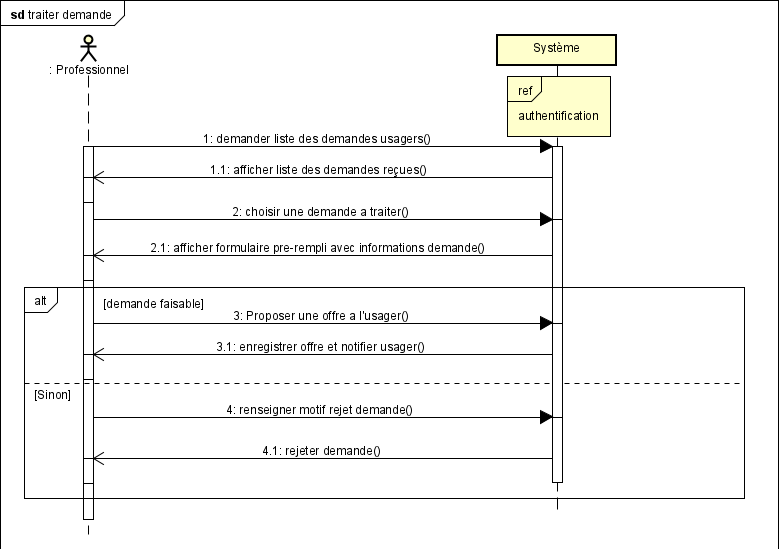 sd traiter demande
: Professionnel
Système
ref
authentification
1: demander liste des demandes usagers()
1.1: afficher liste des demandes reçues()
2: choisir une demande a traiter()
2.1: afficher formulaire pre-rempli avec informations demande()
alt
[demande faisable]
3: Proposer une offre a l'usager()
3.1: enregistrer offre et notifier usager()
[Sinon]
4: renseigner motif rejet demande()
4.1: rejeter demande()